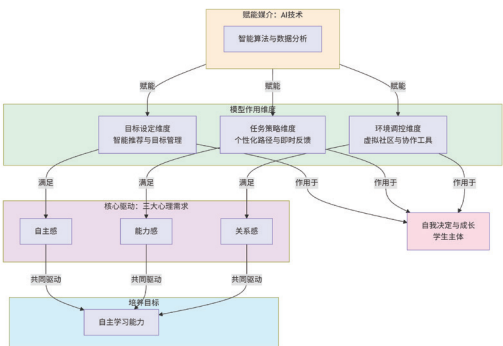 赋能媒介：AI技术
智能算法与数据分析
赋能
赋能
赋能
模型作用维度
目标设定维度
智能推荐与目标管理
任务策略维度
个性化路径与即时反馈
环境调控维度
虚拟社区与协作工具
满足
满足
满足
作用于
作用于
作用于
核心驱动：三大心理需求
自主感
能力感
关系感
自我决定与成长
学生主体
共同驱动
共同驱动
共同驱动
培养目标
自主学习能力